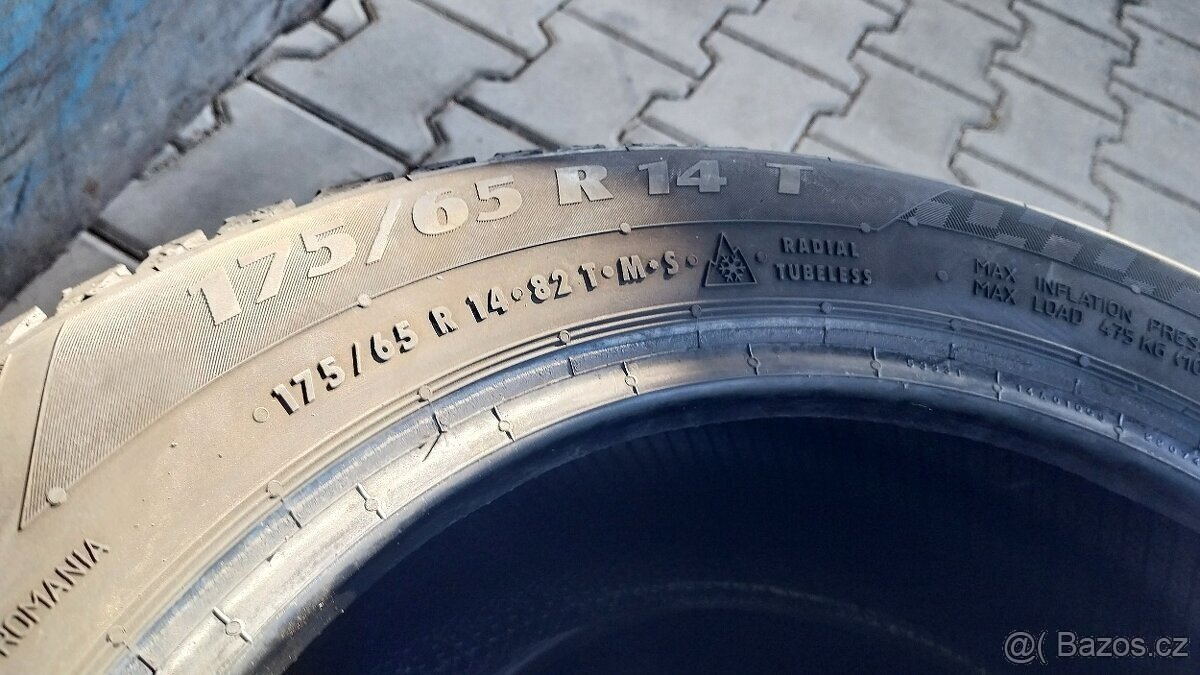 175/65 R 14 T
175/65 R 14·82 T·M·S·
RADIAL
TUBELESS
MAX INFLATION
MAX LOAD 475 KG
ROMANIA
@( Bazos.cz